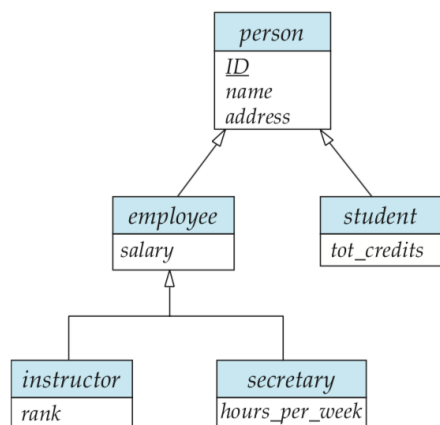 person
ID
name
address
employee
salary
student
tot_credits
instructor
rank
secretary
hours_per_week